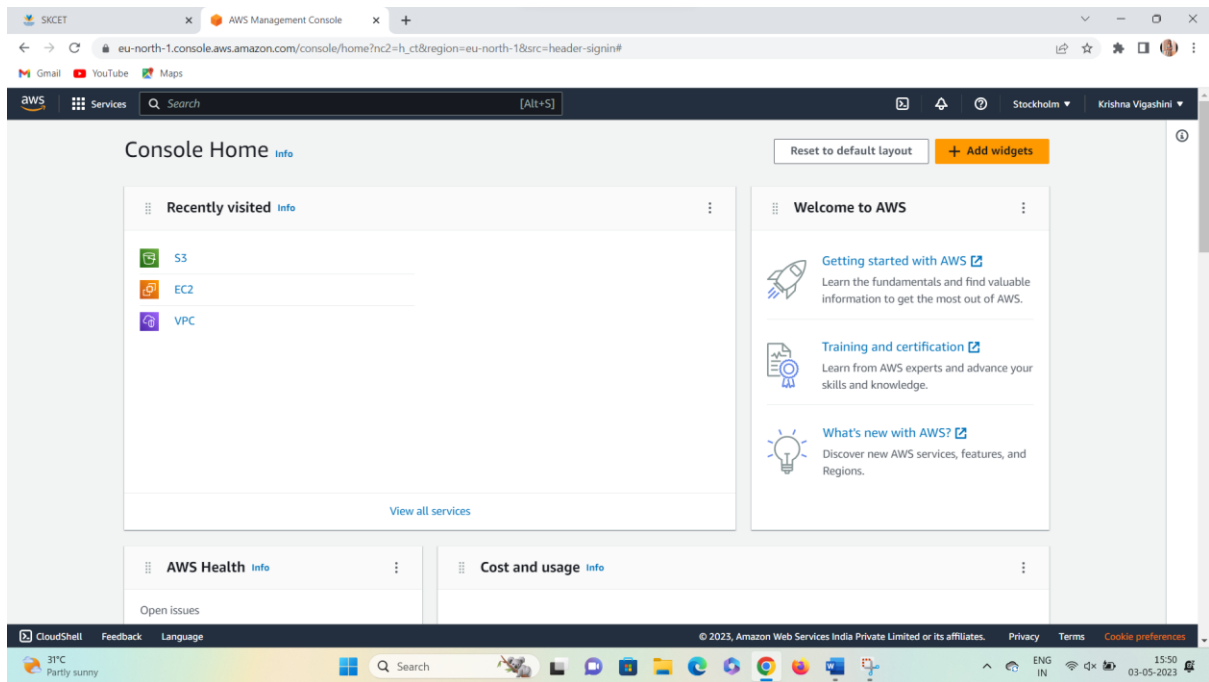 SKCET
AWS Management Console
eu-north-1.console.aws.amazon.com/console/home?nc2=h_ct&region=eu-north-1&src=header-signin#
Gmail YouTube Maps
aws Services Search [Alt+S] Stockholm Krishna Vigashini
Console Home Info
Reset to default layout
+ Add widgets
Recently visited Info
S3
EC2
VPC
View all services
Welcome to AWS
Getting started with AWS
Learn the fundamentals and find valuable
information to get the most out of AWS.
Training and certification
Learn from AWS experts and advance your
skills and knowledge.
What's new with AWS?
Discover new AWS services, features, and
Regions.
AWS Health Info
Open issues
Cost and usage Info
CloudShell Feedback Language © 2023, Amazon Web Services India Private Limited or its affiliates. Privacy Terms Cookie preferences
31°C
Partly sunny
Search
ENG
IN
15:50
03-05-2023